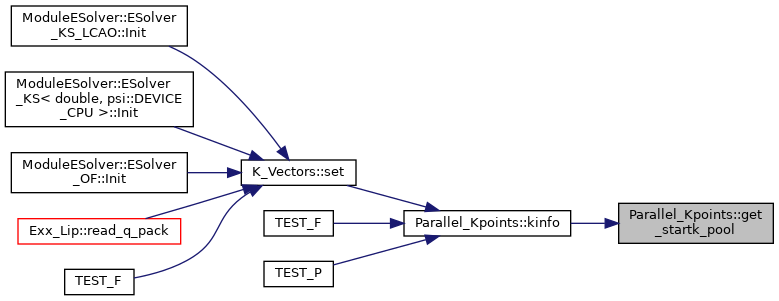 ModuleESolver::ESolver
_KS_LCAO::Init
ModuleESolver::ESolver
_KS< double, psi::DEVICE
_CPU >::Init
ModuleESolver::ESolver
_OF::Init
Exx_Lip::read_q_pack
TEST_F
K_Vectors::set
TEST_F
TEST_P
Parallel_Kpoints::kinfo
Parallel_Kpoints::get
_startk_pool